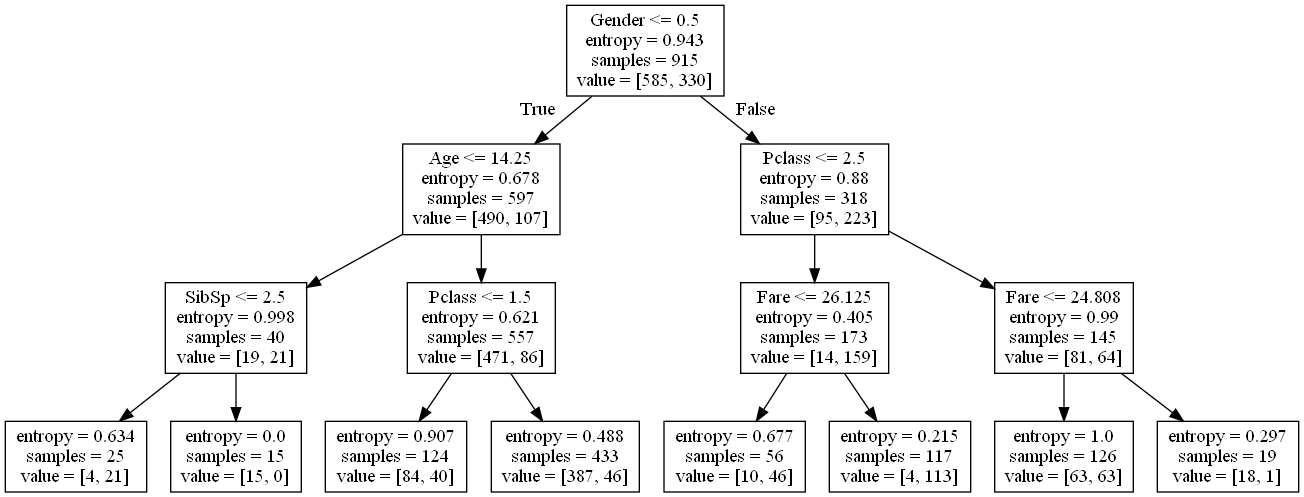 Gender <= 0.5
entropy = 0.943
samples = 915
value = [585, 330]
True
False
Age <= 14.25
entropy = 0.678
samples = 597
value = [490, 107]
Pclass <= 2.5
entropy = 0.88
samples = 318
value = [95, 223]
SibSp <= 2.5
entropy = 0.998
samples = 40
value = [19, 21]
Pclass <= 1.5
entropy = 0.621
samples = 557
value = [471, 86]
Fare <= 26.125
entropy = 0.405
samples = 173
value = [14, 159]
Fare <= 24.808
entropy = 0.99
samples = 145
value = [81, 64]
entropy = 0.634
samples = 25
value = [4, 21]
entropy = 0.0
samples = 15
value = [15, 0]
entropy = 0.907
samples = 124
value = [84, 40]
entropy = 0.488
samples = 433
value = [387, 46]
entropy = 0.677
samples = 56
value = [10, 46]
entropy = 0.215
samples = 117
value = [4, 113]
entropy = 1.0
samples = 126
value = [63, 63]
entropy = 0.297
samples = 19
value = [18, 1]